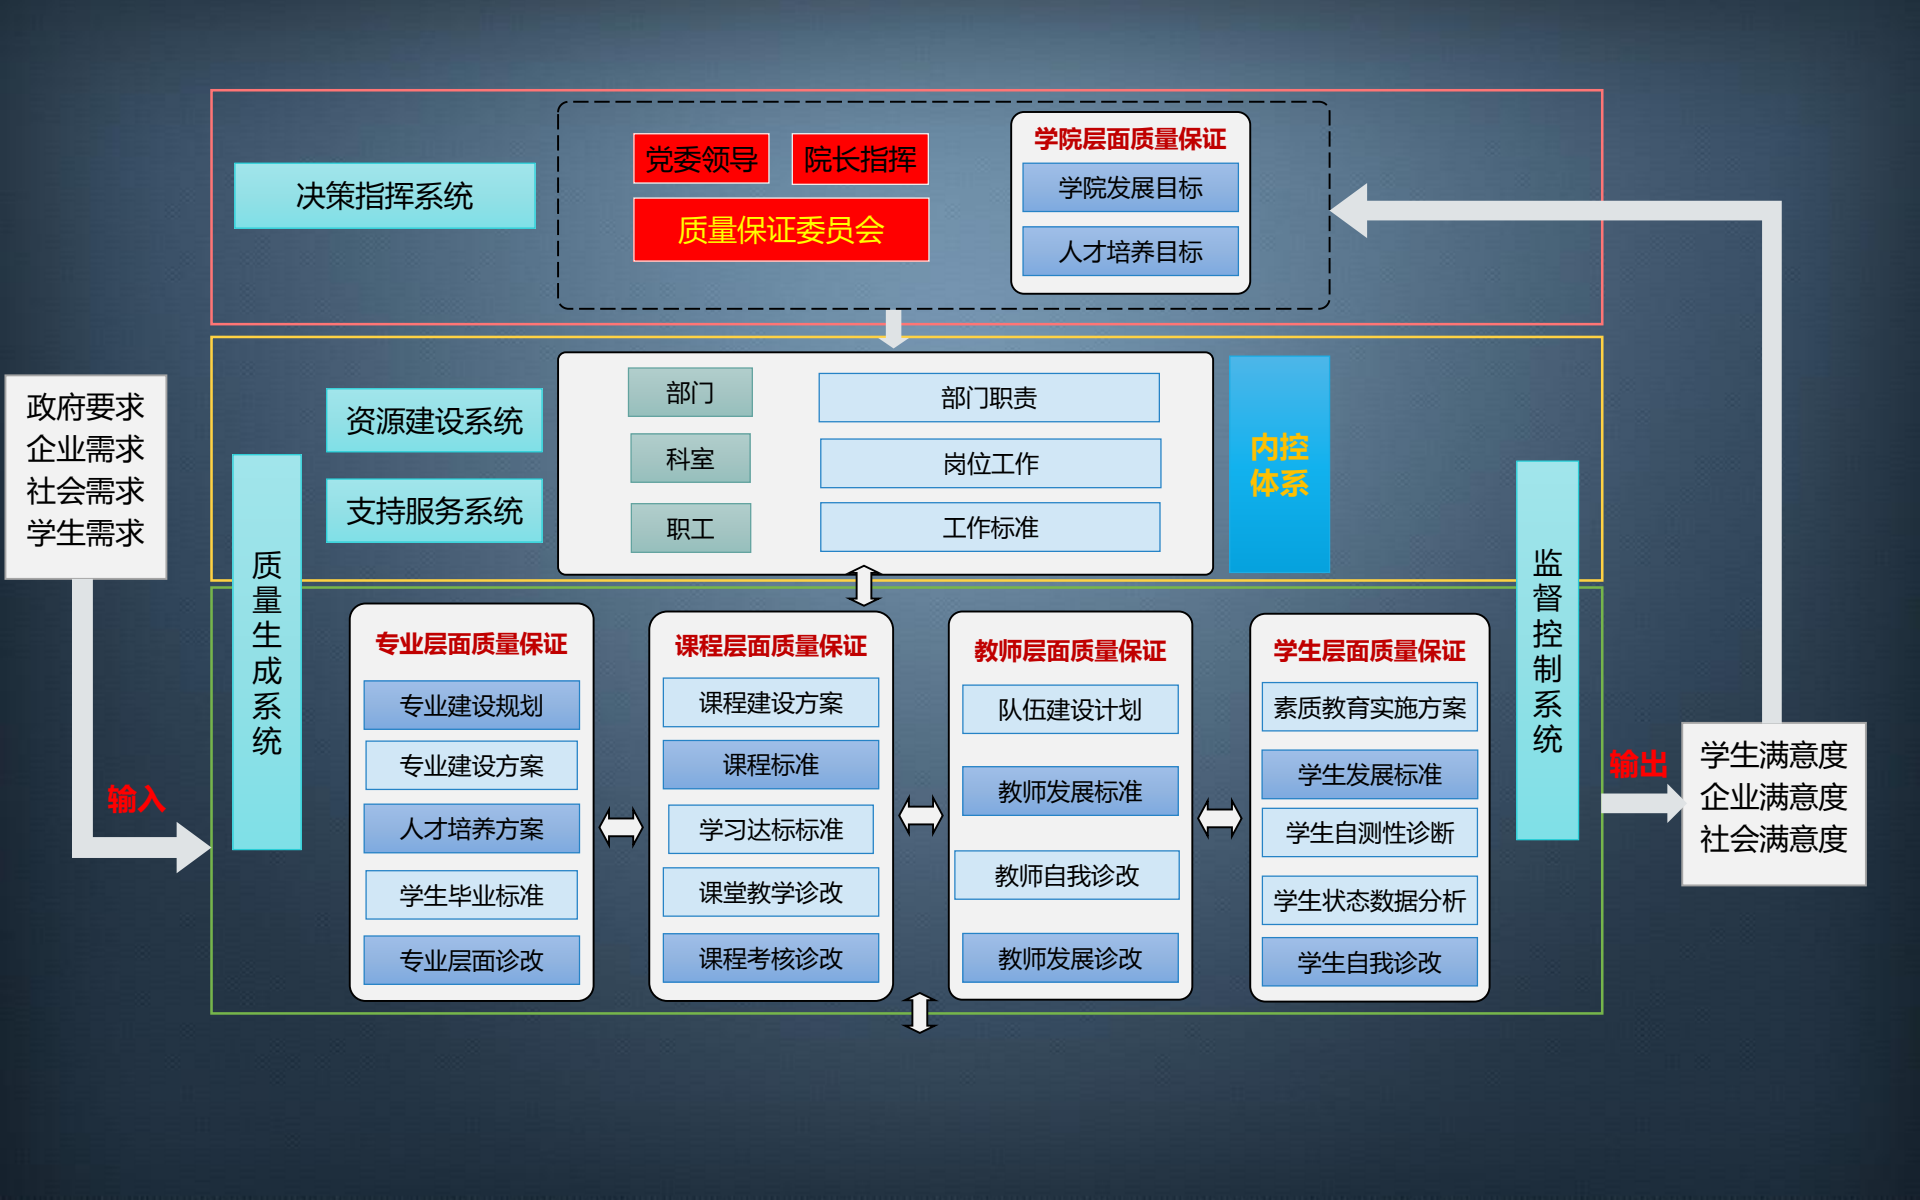 决策指挥系统
党委领导
院长指挥
质量保证委员会
学院层面质量保证
学院发展目标
人才培养目标
政府要求
企业需求
社会需求
学生需求
输入
资源建设系统
支持服务系统
部门
科室
职工
部门职责
岗位工作
工作标准
内控
体系
质量生成系统
专业层面质量保证
专业建设规划
专业建设方案
人才培养方案
学生毕业标准
专业层面诊改
课程层面质量保证
课程建设方案
课程标准
学习达标标准
课堂教学诊改
课程考核诊改
教师层面质量保证
队伍建设计划
教师发展标准
教师自我诊改
教师发展诊改
学生层面质量保证
素质教育实施方案
学生发展标准
学生自测性诊断
学生状态数据分析
学生自我诊改
监督控制系统
输出
学生满意度
企业满意度
社会满意度